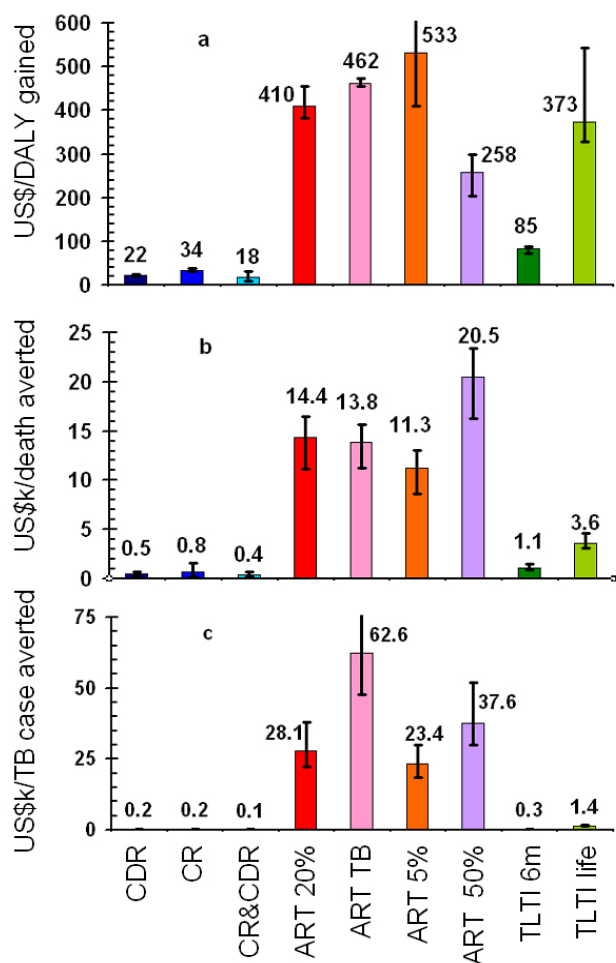 a
US$/DALY gained
600
500
400
300
200
100
0
22
34
18
410
462
533
258
85
373
b
US$k/death averted
25
20
15
10
5
0
0.5
0.8
0.4
14.4
13.8
11.3
20.5
1.1
3.6
c
US$k/TB case averted
75
50
25
0
0.2
0.2
0.1
28.1
62.6
23.4
37.6
0.3
1.4
CDR
CR
CR&CDR
ART 20%
ART TB
ART 5%
ART 50%
TLTI 6m
TLTI life